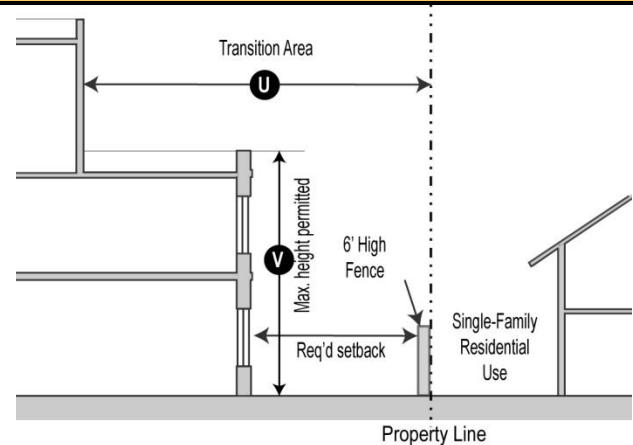 Transition Area
U
Max. height permitted
V
6' High
Fence
Req'd setback
Single-Family
Residential
Use
Property Line